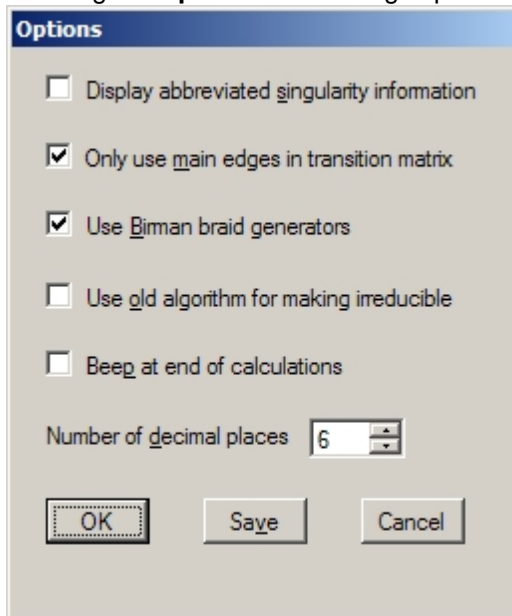 Options
Display abbreviated singularity information
Only use main edges in transition matrix
Use Birman braid generators
Use old algorithm for making irreducible
Beep at end of calculations
Number of decimal places 6
OK Save Cancel